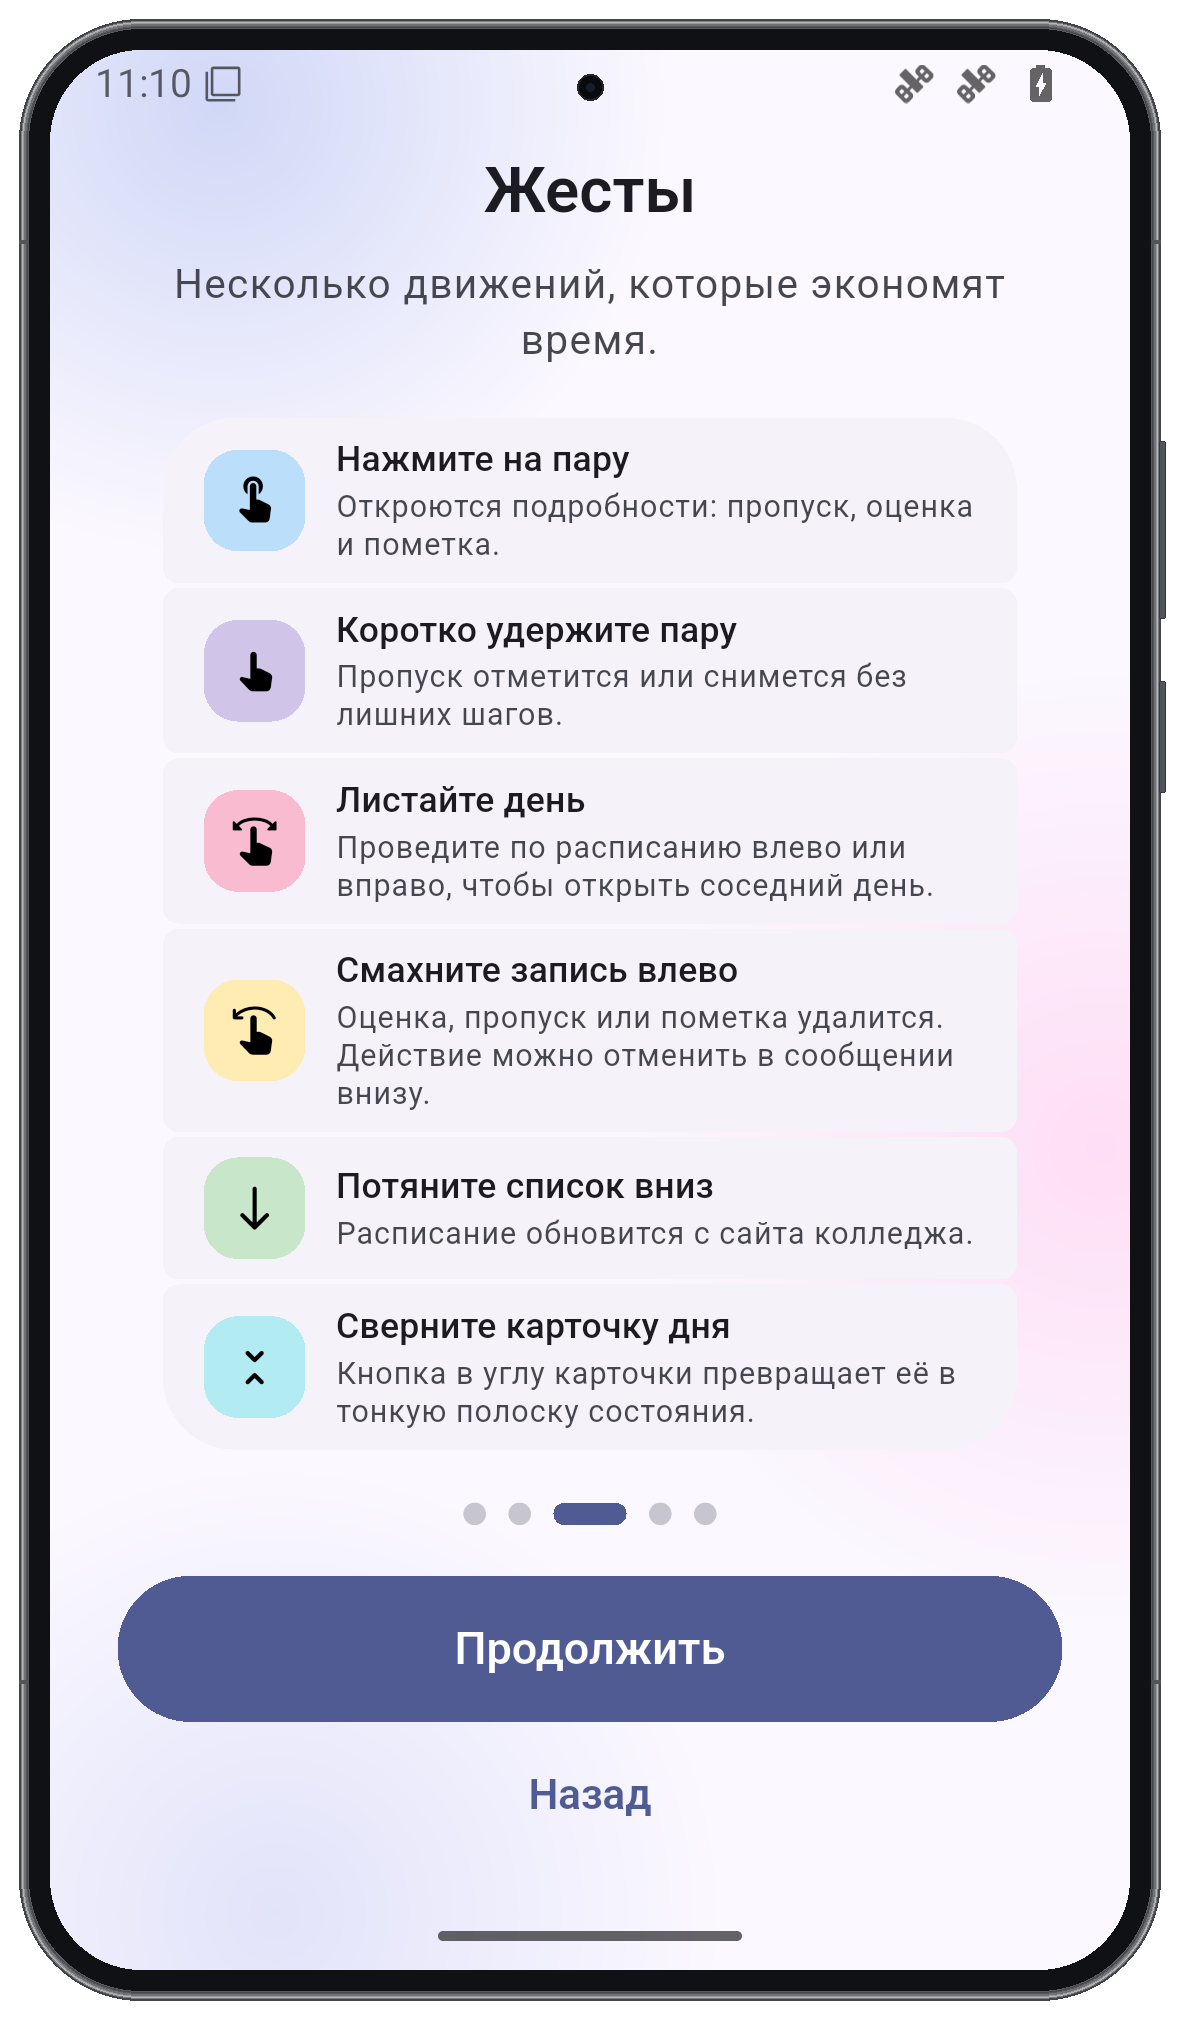 11:10
Жесты
Несколько движений, которые экономят
время.
Нажмите на пару
Откроются подробности: пропуск, оценка
и пометка.
Коротко удержите пару
Пропуск отметится или снимется без
лишних шагов.
Листайте день
Проведите по расписанию влево или
вправо, чтобы открыть соседний день.
Смахните запись влево
Оценка, пропуск или пометка удалится.
Действие можно отменить в сообщении
внизу.
Потяните список вниз
Расписание обновится с сайта колледжа.
Сверните карточку дня
Кнопка в углу карточки превращает её в
тонкую полоску состояния.
Продолжить
Назад